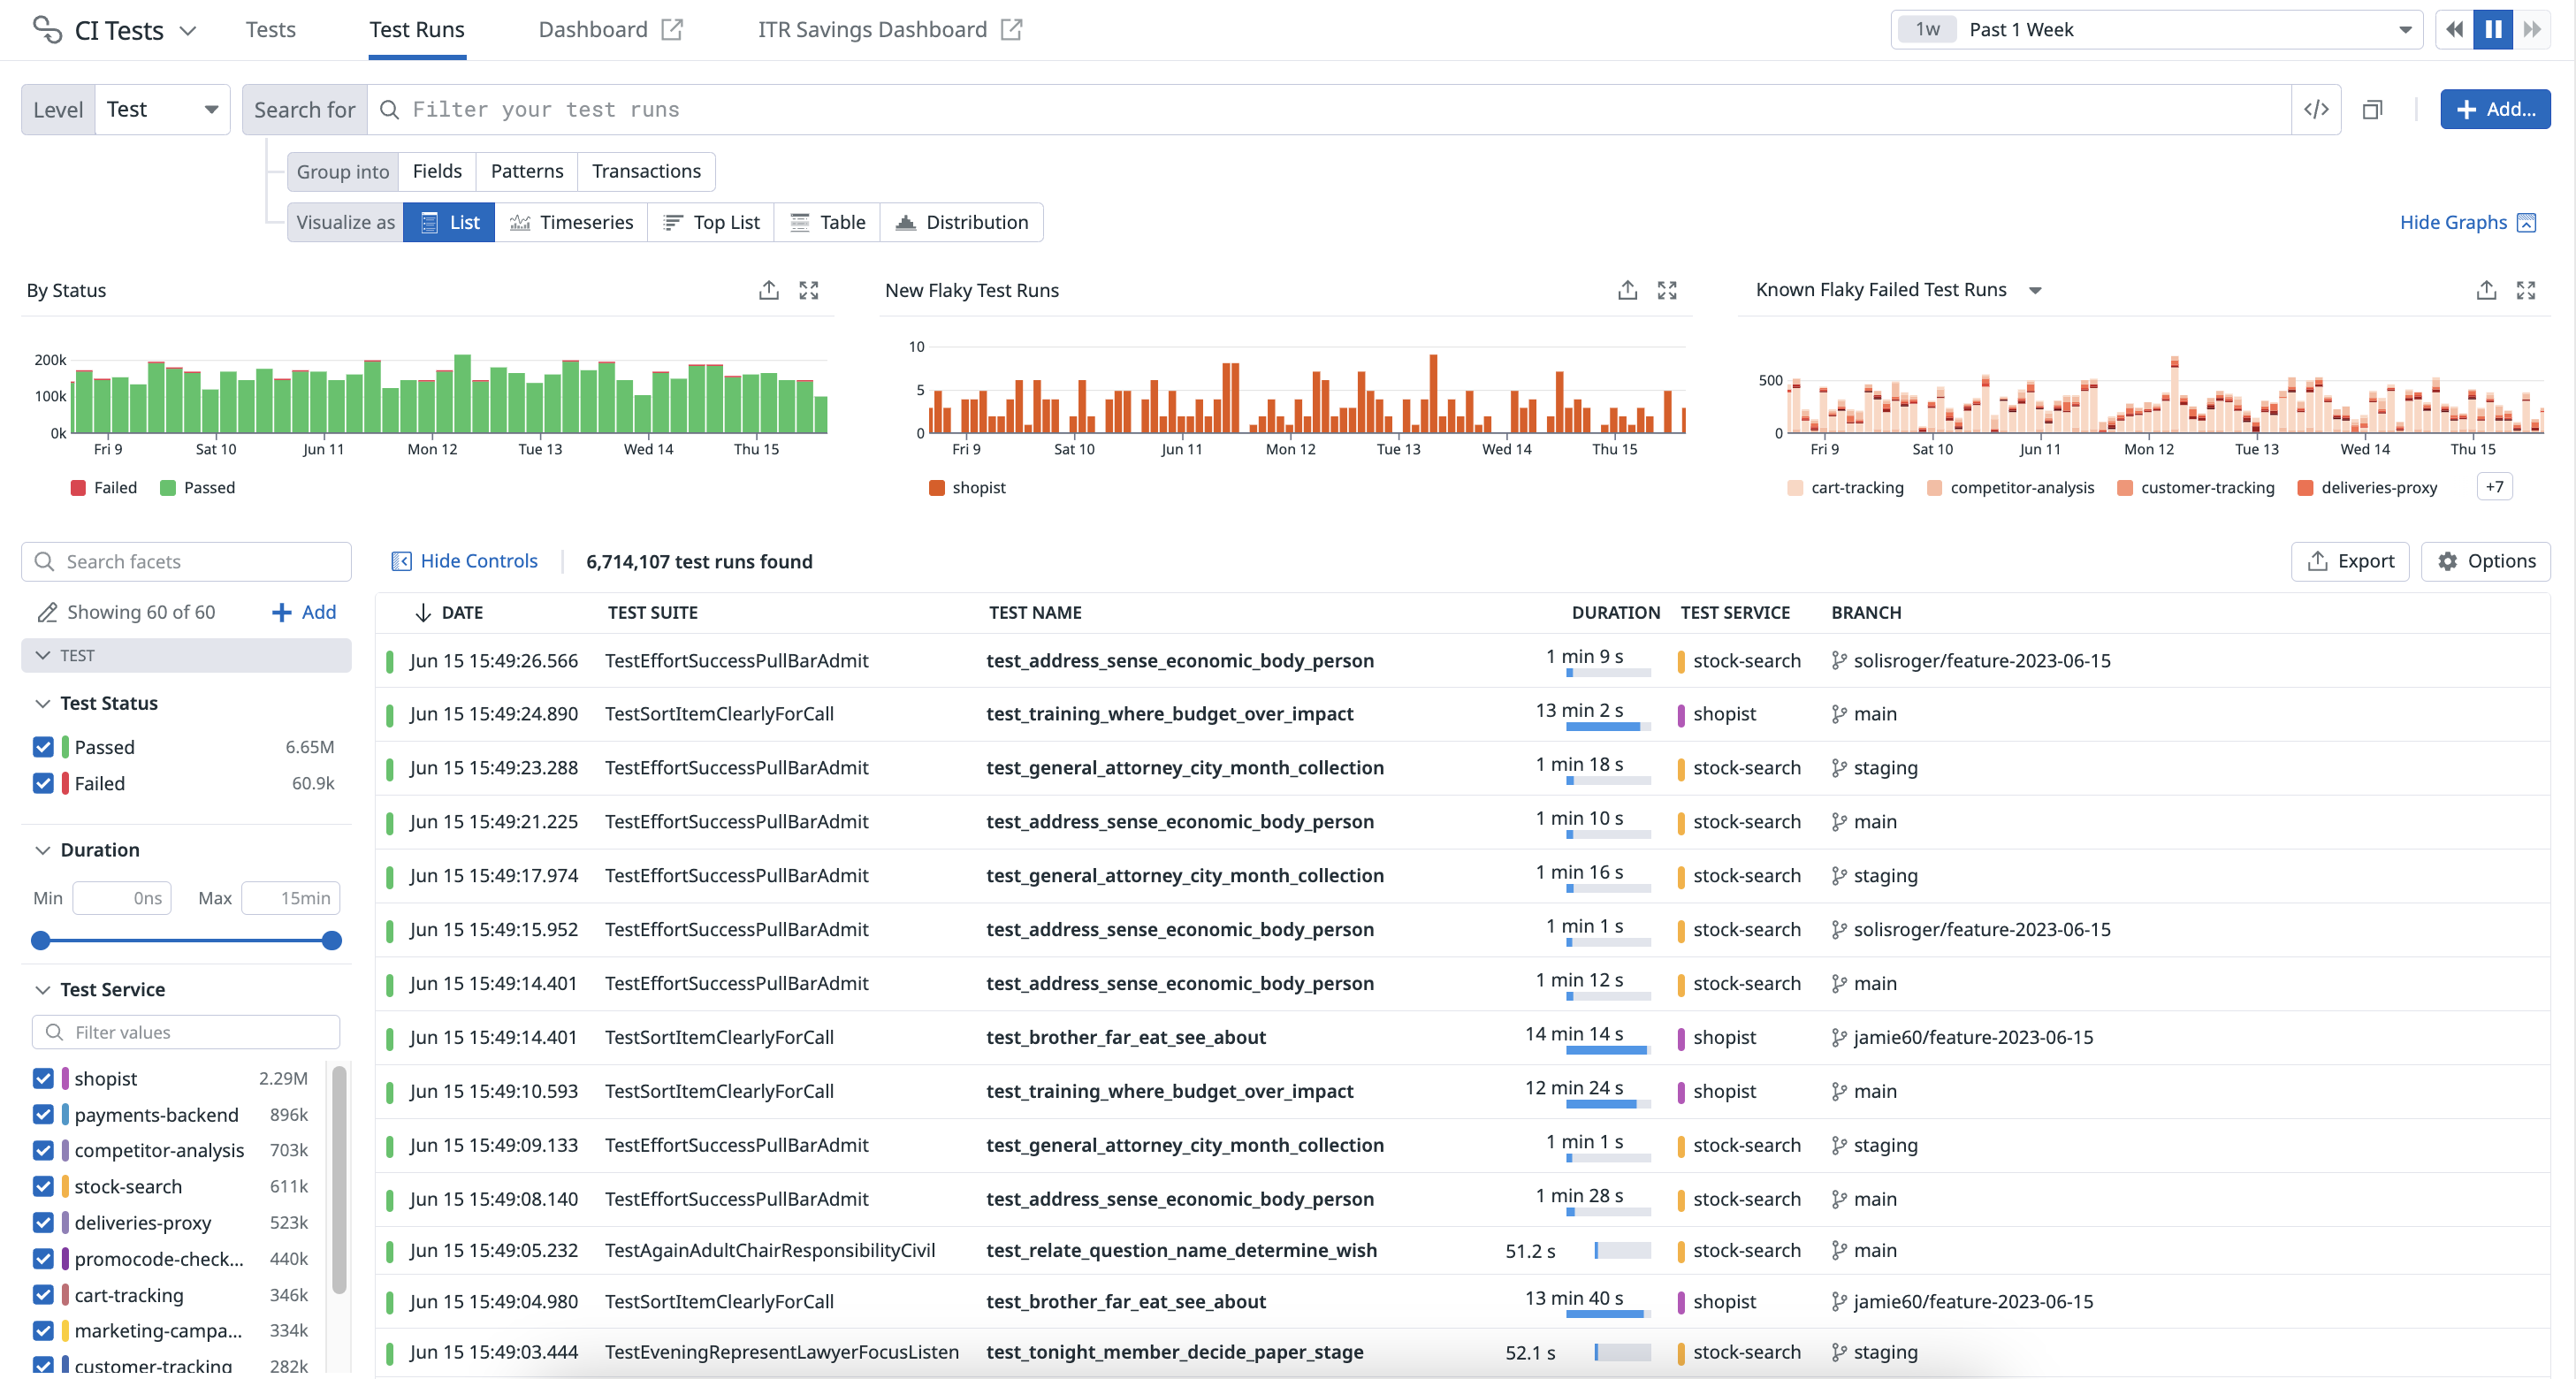 CI Tests Tests Test Runs Dashboard ITR Savings Dashboard 1w Past 1 Week
Level Test Search for Filter your test runs </> Add...
Group into Fields Patterns Transactions
Visualize as List Timeseries Top List Table Distribution Hide Graphs
By Status
200k
100k
0k
Fri 9 Sat 10 Jun 11 Mon 12 Tue 13 Wed 14 Thu 15
Failed Passed
New Flaky Test Runs
10
5
0
Fri 9 Sat 10 Jun 11 Mon 12 Tue 13 Wed 14 Thu 15
shopist
Known Flaky Failed Test Runs
500
0
Fri 9 Sat 10 Jun 11 Mon 12 Tue 13 Wed 14 Thu 15
cart-tracking competitor-analysis customer-tracking deliveries-proxy +7
Search facets
Showing 60 of 60 Add
TEST
Test Status
Passed 6.65M
Failed 60.9k
Duration
Min 0ns Max 15min
Test Service
Filter values
shopist 2.29M
payments-backend 896k
competitor-analysis 703k
stock-search 611k
deliveries-proxy 523k
promocode-check... 440k
cart-tracking 346k
marketing-campa... 334k
customer-tracking 282k
Hide Controls 6,714,107 test runs found Export Options
DATE TEST SUITE TEST NAME DURATION TEST SERVICE BRANCH
Jun 15 15:49:26.566 TestEffortSuccessPullBarAdmit test_address_sense_economic_body_person 1 min 9 s stock-search solisroger/feature-2023-06-15
Jun 15 15:49:24.890 TestSortItemClearlyForCall test_training_where_budget_over_impact 13 min 2 s shopist main
Jun 15 15:49:23.288 TestEffortSuccessPullBarAdmit test_general_attorney_city_month_collection 1 min 18 s stock-search staging
Jun 15 15:49:21.225 TestEffortSuccessPullBarAdmit test_address_sense_economic_body_person 1 min 10 s stock-search main
Jun 15 15:49:17.974 TestEffortSuccessPullBarAdmit test_general_attorney_city_month_collection 1 min 16 s stock-search staging
Jun 15 15:49:15.952 TestEffortSuccessPullBarAdmit test_address_sense_economic_body_person 1 min 1 s stock-search solisroger/feature-2023-06-15
Jun 15 15:49:14.401 TestEffortSuccessPullBarAdmit test_address_sense_economic_body_person 1 min 12 s stock-search main
Jun 15 15:49:14.401 TestSortItemClearlyForCall test_brother_far_eat_see_about 14 min 14 s shopist jamie60/feature-2023-06-15
Jun 15 15:49:10.593 TestSortItemClearlyForCall test_training_where_budget_over_impact 12 min 24 s shopist main
Jun 15 15:49:09.133 TestEffortSuccessPullBarAdmit test_general_attorney_city_month_collection 1 min 1 s stock-search staging
Jun 15 15:49:08.140 TestEffortSuccessPullBarAdmit test_address_sense_economic_body_person 1 min 28 s stock-search main
Jun 15 15:49:05.232 TestAgainAdultChairResponsibilityCivil test_relate_question_name_determine_wish 51.2 s stock-search main
Jun 15 15:49:04.980 TestSortItemClearlyForCall test_brother_far_eat_see_about 13 min 40 s shopist jamie60/feature-2023-06-15
Jun 15 15:49:03.444 TestEveningRepresentLawyerFocusListen test_tonight_member_decide_paper_stage 52.1 s stock-search staging